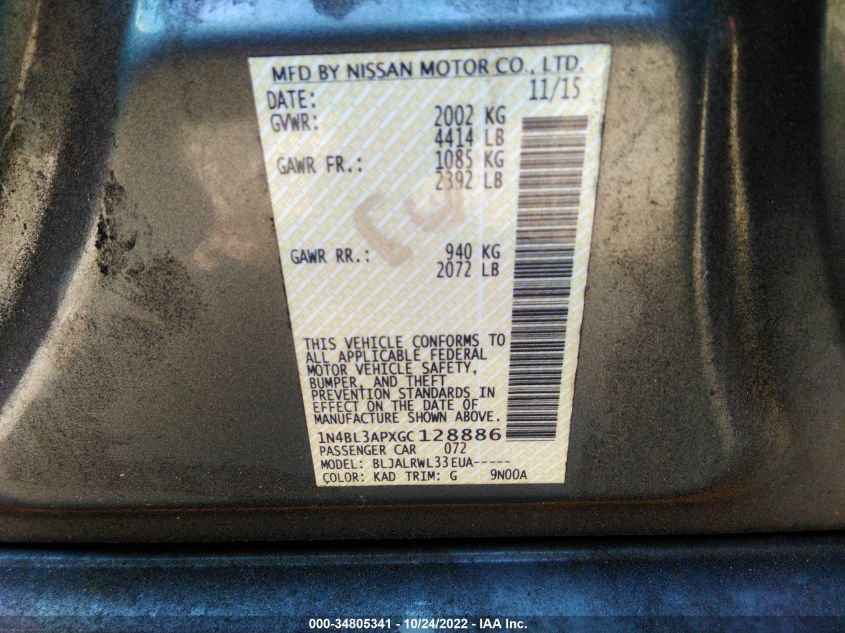 MFD BY NISSAN MOTOR CO., LTD.
DATE: 11/15
GVWR: 2002 KG
4414 LB
GAWR FR.: 1085 KG
2392 LB
GAWR RR.: 940 KG
2072 LB
THIS VEHICLE CONFORMS TO
ALL APPLICABLE FEDERAL
MOTOR VEHICLE SAFETY,
BUMPER, AND THEFT
PREVENTION STANDARDS IN
EFFECT ON THE DATE OF
MANUFACTURE SHOWN ABOVE.
1N4BL3APXGC128886
PASSENGER CAR 072
MODEL: BLJALRWL33EUA-----
COLOR: KAD TRIM: G 9N00A
000-34805341 - 10/24/2022 - IAA Inc.